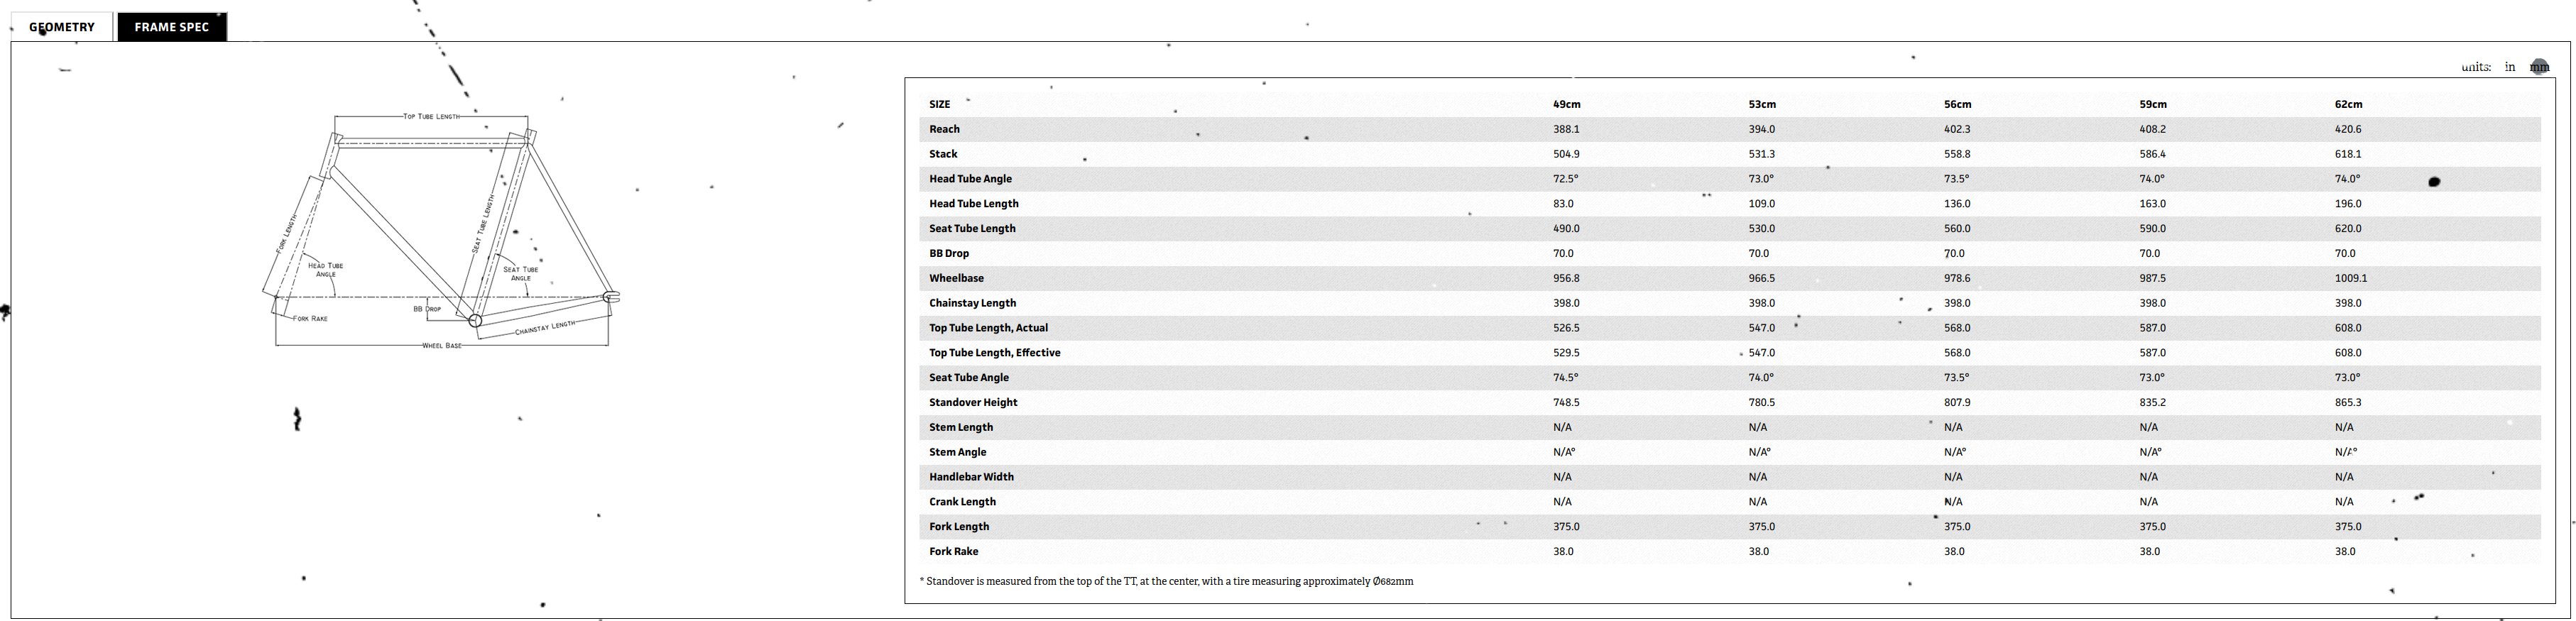 GEOMETRY FRAME SPEC
units: in mm
TOP TUBE LENGTH
FORK LENGTH
SEAT TUBE LENGTH
HEAD TUBE
ANGLE
SEAT TUBE
ANGLE
BB DROP
FORK RAKE
CHAINSTAY LENGTH
WHEEL BASE
SIZE 49cm 53cm 56cm 59cm 62cm
Reach 388.1 394.0 402.3 408.2 420.6
Stack 504.9 531.3 558.8 586.4 618.1
Head Tube Angle 72.5° 73.0° 73.5° 74.0° 74.0°
Head Tube Length 83.0 109.0 136.0 163.0 196.0
Seat Tube Length 490.0 530.0 560.0 590.0 620.0
BB Drop 70.0 70.0 70.0 70.0 70.0
Wheelbase 956.8 966.5 978.6 987.5 1009.1
Chainstay Length 398.0 398.0 398.0 398.0 398.0
Top Tube Length, Actual 526.5 547.0 568.0 587.0 608.0
Top Tube Length, Effective 529.5 547.0 568.0 587.0 608.0
Seat Tube Angle 74.5° 74.0° 73.5° 73.0° 73.0°
Standover Height 748.5 780.5 807.9 835.2 865.3
Stem Length N/A N/A N/A N/A N/A
Stem Angle N/A° N/A° N/A° N/A° N/A°
Handlebar Width N/A N/A N/A N/A N/A
Crank Length N/A N/A N/A N/A N/A
Fork Length 375.0 375.0 375.0 375.0 375.0
Fork Rake 38.0 38.0 38.0 38.0 38.0
* Standover is measured from the top of the TT, at the center, with a tire measuring approximately Ø682mm